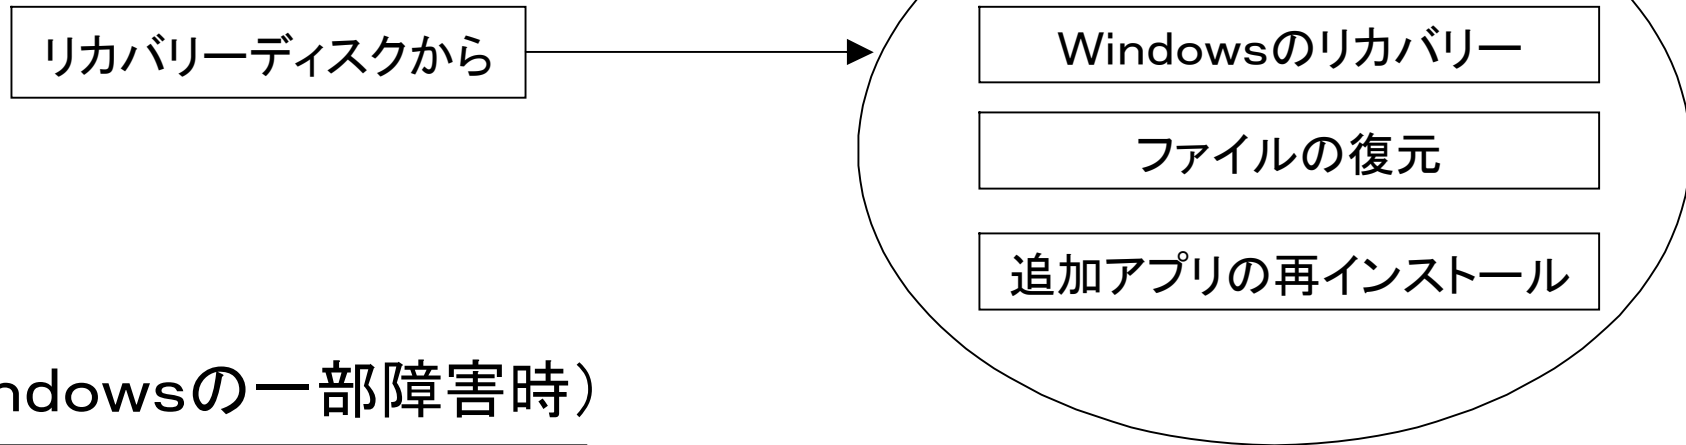 リカバリーディスクから
Windowsのリカバリー
ファイルの復元
追加アプリの再インストール
ndowsの一部障害時）